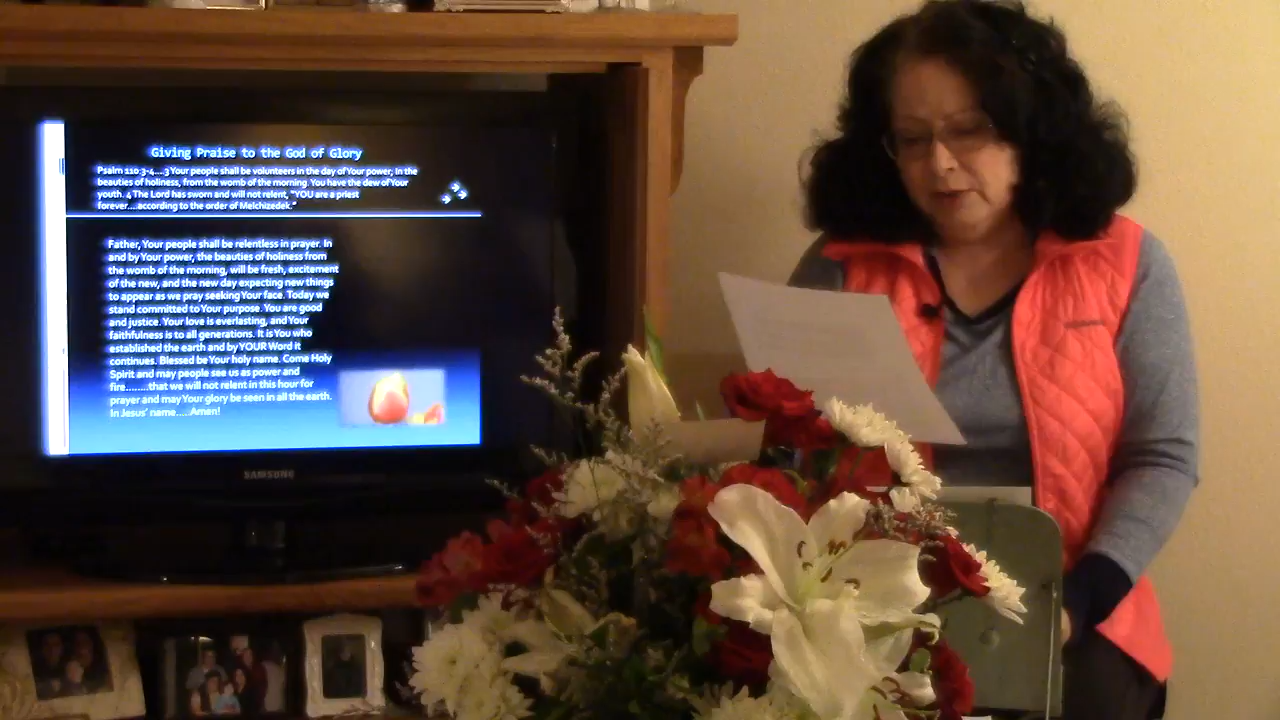 Giving Praise to the God of Glory
Psalm 110:3-4....3 Your people shall be volunteers in the day of Your power, In the
beauties of holiness, from the womb of the morning. You have the dew of Your
youth. 4 The Lord has sworn and will not relent, "YOU are a priest
forever....according to the order of Melchizedek."
Father, Your people shall be relentless in prayer. In
and by Your power, the beauties of holiness from
the womb of the morning, will be fresh, excitement
of the new, and the new day expecting new things
to appear as we pray seeking Your face. Today we
stand committed to Your purpose. You are good
and justice. Your love is everlasting, and Your
faithfulness is to all generations. It is You who
established the earth and by YOUR Word it
continues. Blessed be Your holy name. Come Holy
Spirit and may people see us as power and
fire........that we will not relent in this hour for
prayer and may Your glory be seen in all the earth.
In Jesus' name.....Amen!
SAMSUNG